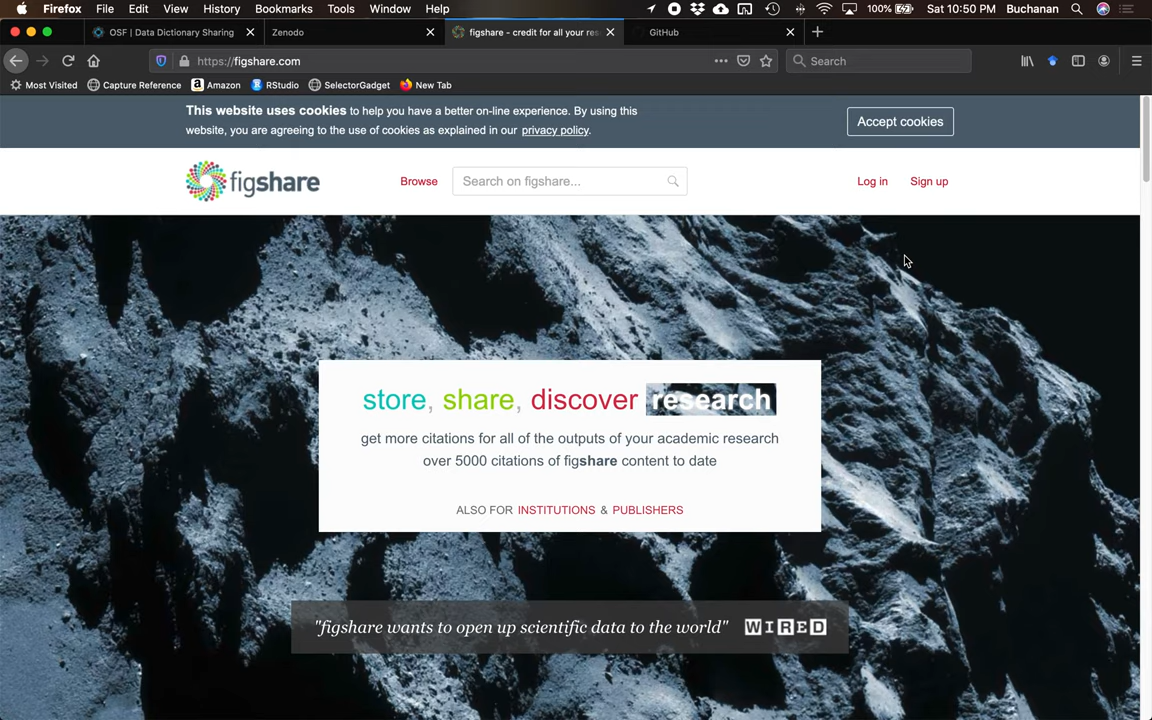 Firefox File Edit View History Bookmarks Tools Window Help 100% Sat 10:50 PM Buchanan
OSF | Data Dictionary Sharing Zenodo figshare - credit for all your res GitHub
https://figshare.com Search
Most Visited Capture Reference Amazon RStudio SelectorGadget New Tab
This website uses cookies to help you have a better on-line experience. By using this
website, you are agreeing to the use of cookies as explained in our privacy policy.
Accept cookies
figshare Browse Search on figshare... Log in Sign up
store, share, discover research
get more citations for all of the outputs of your academic research
over 5000 citations of figshare content to date
ALSO FOR INSTITUTIONS & PUBLISHERS
"figshare wants to open up scientific data to the world" WIRED